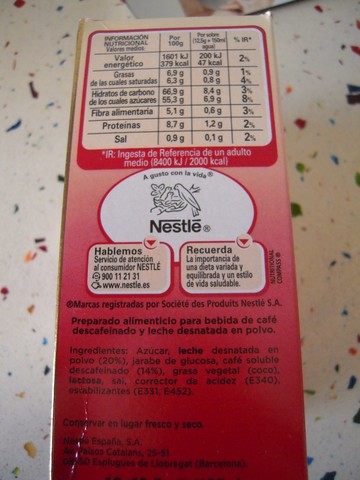 INFORMACIÓN NUTRICIONAL Valores medios Por 100g Por sobre (12,5g + 150ml agua) % IR*
Valor energético 1601 kJ 379 kcal 200 kJ 47 kcal 2%
Grasas 6,9 g 0,9 g 1%
de las cuales saturadas 6,3 g 0,8 g 4%
Hidratos de carbono 66,9 g 8,4 g 3%
de los cuales azúcares 55,3 g 6,9 g 8%
Fibra alimentaria 5,1 g 0,6 g 3%
Proteínas 8,7 g 1,2 g 2%
Sal 0,9 g 0,1 g 2%
*IR: Ingesta de Referencia de un adulto
medio (8400 kJ / 2000 kcal)
A gusto con la vida®
Nestlé®
Hablemos
Servicio de atención
al consumidor NESTLÉ
900 11 21 31
www.nestle.es
Recuerda
La importancia de
una dieta variada y
equilibrada y un estilo
de vida saludable.
NUTRITIONAL
COMPASS ®
®Marcas registradas por Société des Produits Nestlé S.A.
Preparado alimenticio para bebida de café
descafeinado y leche desnatada en polvo.
Ingredientes: Azúcar, leche desnatada en
polvo (20%), jarabe de glucosa, café soluble
descafeinado (14%), grasa vegetal (coco),
lactosa, sal, corrector de acidez (E340),
estabilizantes (E331, E452).
Conservar en lugar fresco y seco.
Nestlé España, S.A.
Av. Països Catalans, 25-51
08950 Esplugues de Llobregat (Barcelona).